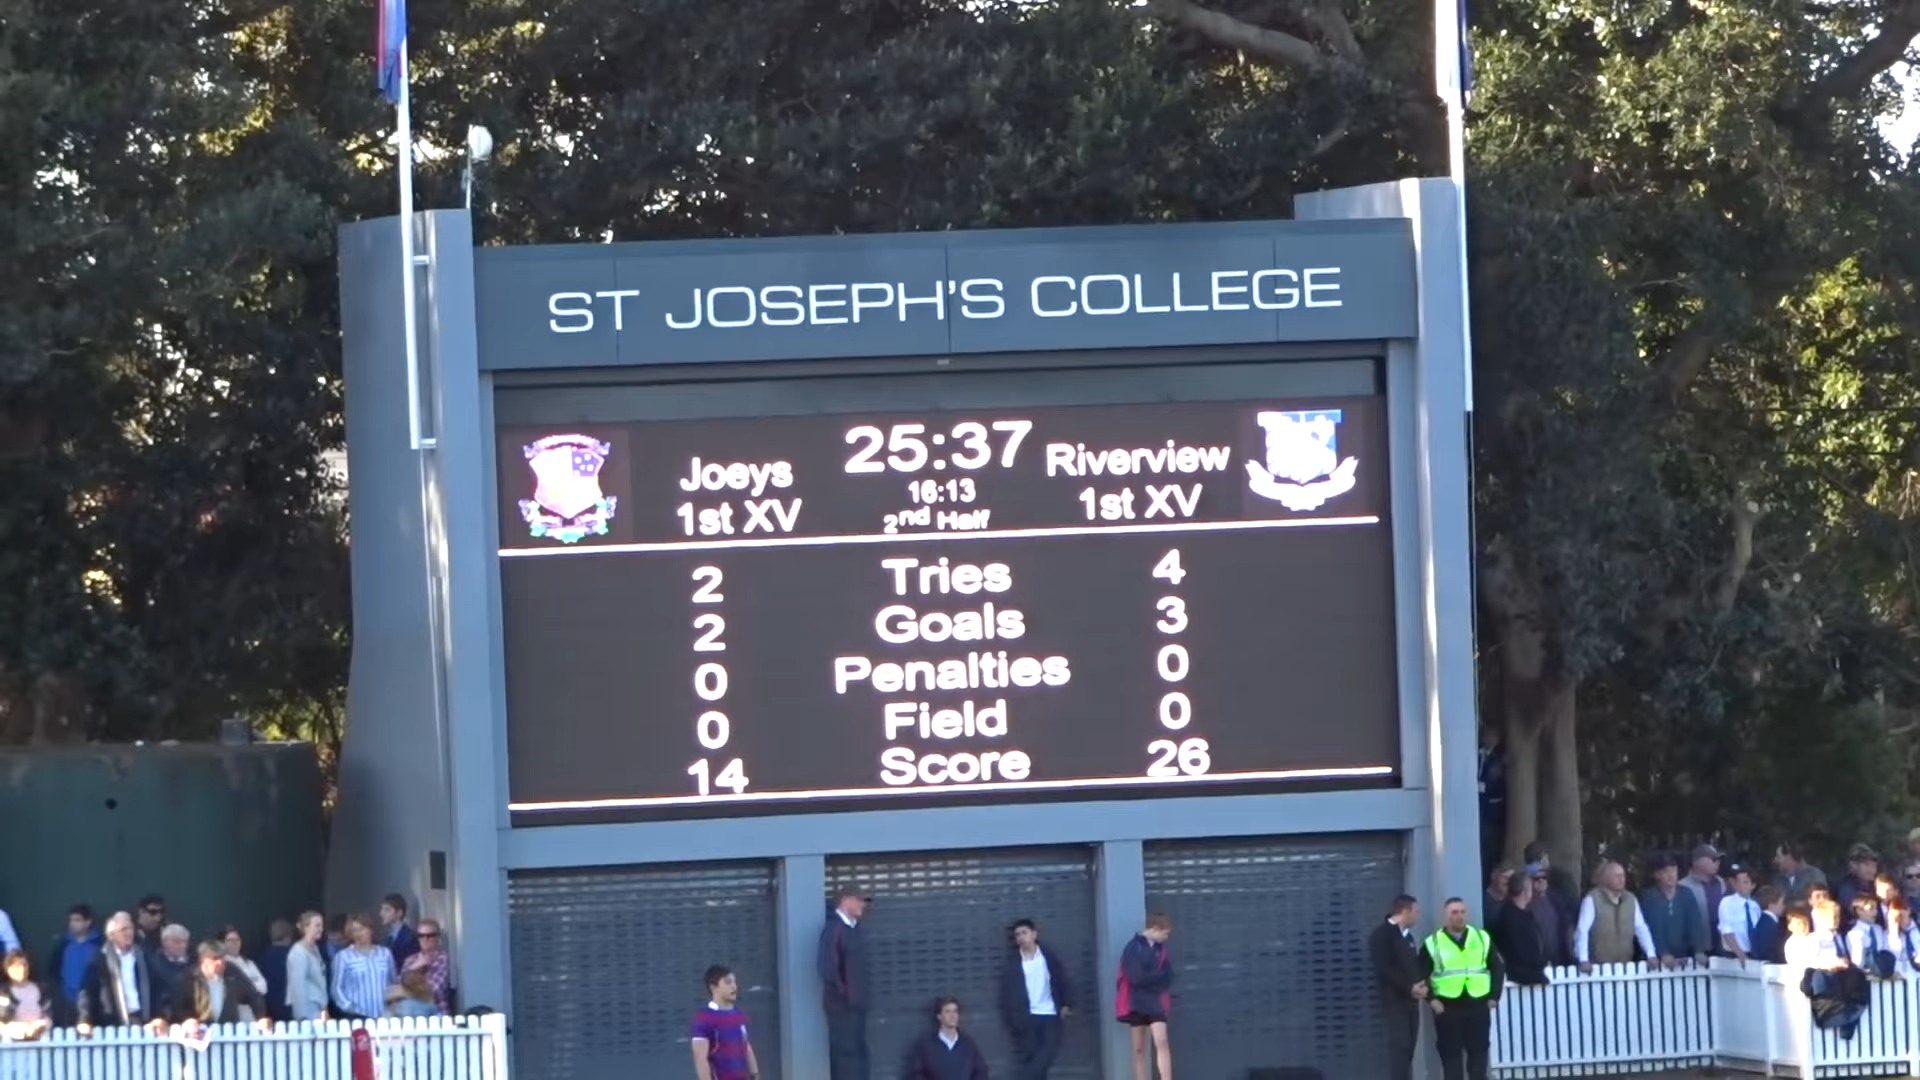 ST JOSEPH'S COLLEGE
Joeys 25:37 Riverview
1st XV 16:13 1st XV
2nd Half
2 Tries 4
2 Goals 3
0 Penalties 0
0 Field 0
14 Score 26